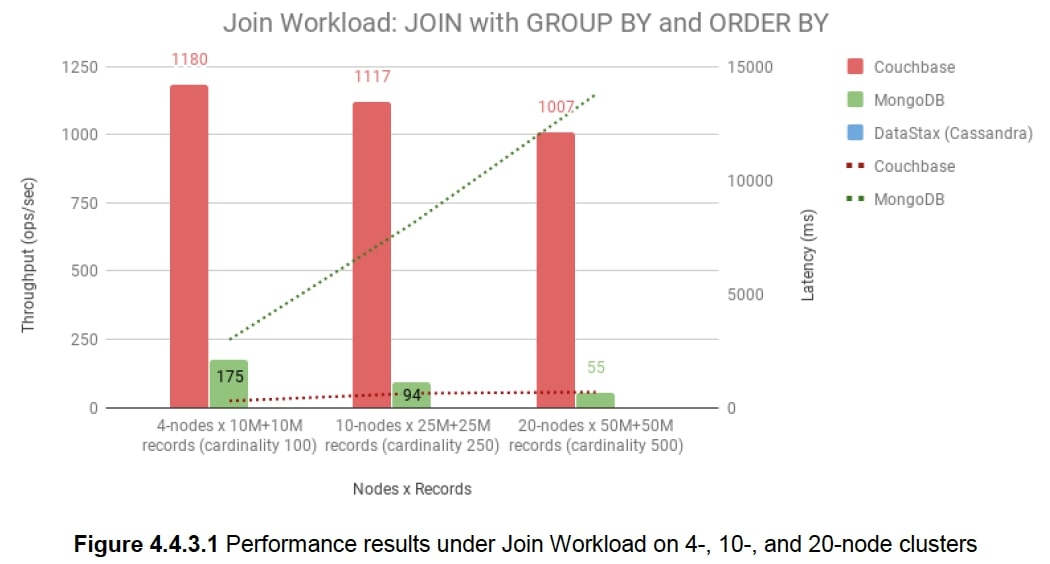 Join Workload: JOIN with GROUP BY and ORDER BY
1250
1000
750
500
250
0
Throughput (ops/sec)
1180
1117
1007
175
94
55
15000
10000
5000
0
Latency (ms)
Couchbase
MongoDB
DataStax (Cassandra)
Couchbase
MongoDB
4-nodes x 10M+10M
records (cardinality 100)
10-nodes x 25M+25M
records (cardinality 250)
20-nodes x 50M+50M
records (cardinality 500)
Nodes x Records
Figure 4.4.3.1 Performance results under Join Workload on 4-, 10-, and 20-node clusters